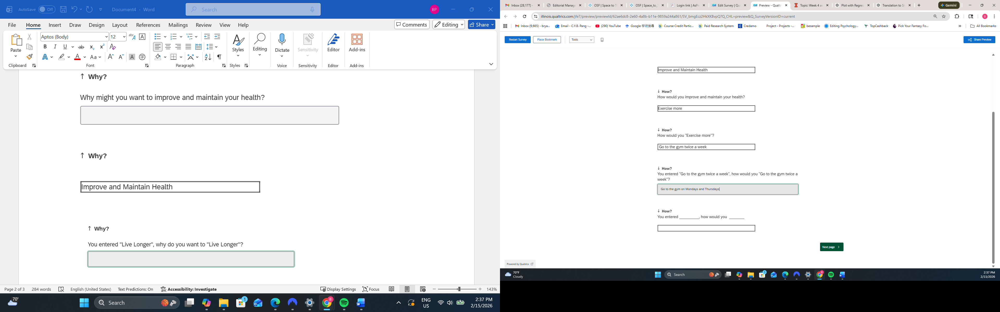 AutoSave Off Document4 - Word Search BP
File Home Insert Draw Design Layout References Mailings Review View Help Comments Editing Share
Aptos (Body) 12
Paste Styles Editing Dictate Sensitivity Editor Add-ins
Clipboard Font Paragraph Styles Voice Sensitivity Editor Add-ins
↑ Why?
Why might you want to improve and maintain your health?
↑ Why?
Improve and Maintain Health
↑ Why?
You entered "Live Longer", why do you want to "Live Longer"?
Page 2 of 3 284 words English (United States) Text Predictions: On Accessibility: Investigate Display Settings Focus 143%
70° Search ENG US 2:37 PM 2/15/2026
Inbox (28,177) - Editorial Manage OSF | Space to T OSF | Space_to_ Login link | AsPr Edit Survey | Qu Preview - Qualtr Topic: Week 4 as Plot with Regres Translation to Si Gemini
illinois.qualtrics.com/jfe7/preview/previewId/62ae6dc8-2e60-4a8b-b11e-9859a244a861/SV_bmgEcz2HkXKBvpQ?Q_CHL=preview&Q_SurveyVersionID=current
Inbox (9,665) - brya... Email - C.Y.B. Pang -... (290) YouTube Google 學術搜尋 Course Credit Partic... Paid Research System Credamo Project - Projects -... besample Editing Psychology... TopCashback Pick Your Fantasy Fo... » All Bookmarks
Restart Survey Place Bookmark Tools Share Preview
Improve and Maintain Health
↓ How?
How would you improve and maintain your health?
Exercise more
↓ How?
How would you "Exercise more"?
Go to the gym twice a week
↓ How?
You entered "Go to the gym twice a week", how would you "Go to the gym twice a
week"?
Go to the gym on Mondays and Thursdays
↓ How?
You entered __________, how would you ________
Next page
Powered by Qualtrics
70°F
Cloudy
Search
2:37 PM
2/15/2026